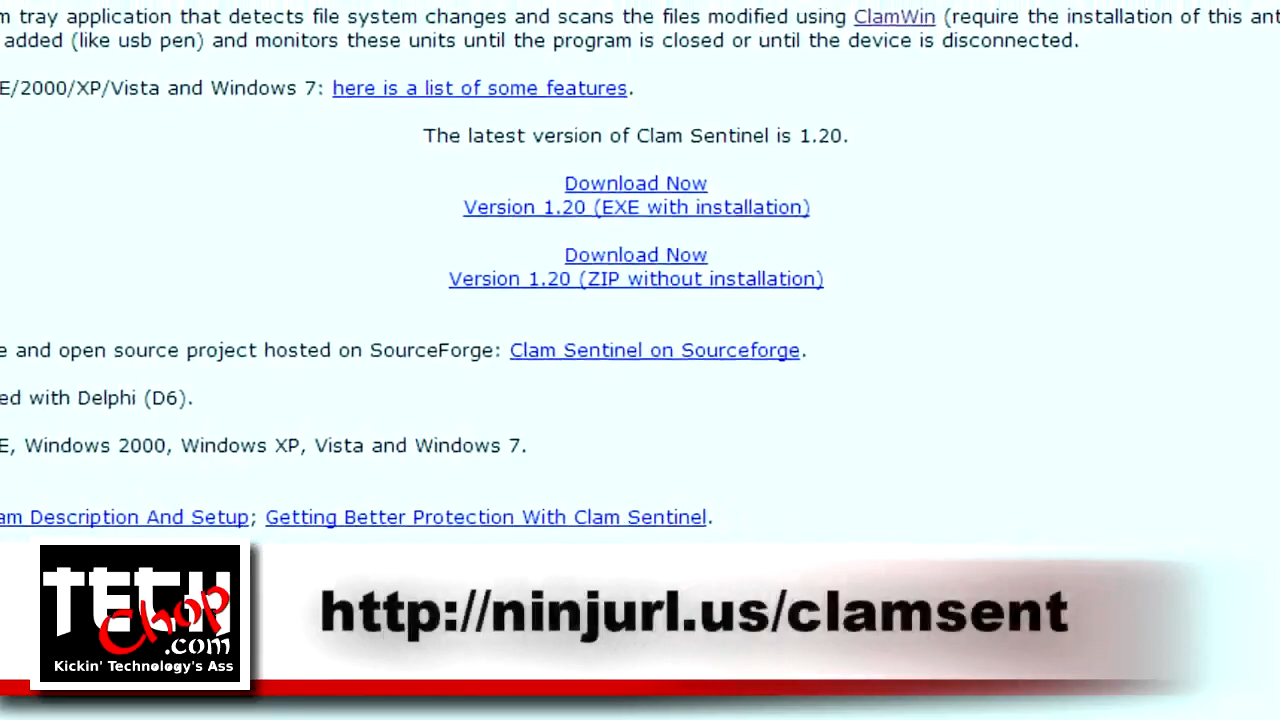 m tray application that detects file system changes and scans the files modified using ClamWin (require the installation of this ant
added (like usb pen) and monitors these units until the program is closed or until the device is disconnected.
E/2000/XP/Vista and Windows 7: here is a list of some features.
The latest version of Clam Sentinel is 1.20.
Download Now
Version 1.20 (EXE with installation)
Download Now
Version 1.20 (ZIP without installation)
e and open source project hosted on SourceForge: Clam Sentinel on Sourceforge.
ed with Delphi (D6).
E, Windows 2000, Windows XP, Vista and Windows 7.
am Description And Setup; Getting Better Protection With Clam Sentinel.
TECH
chop
.com
Kickin' Technology's Ass
http://ninjurl.us/clamsent